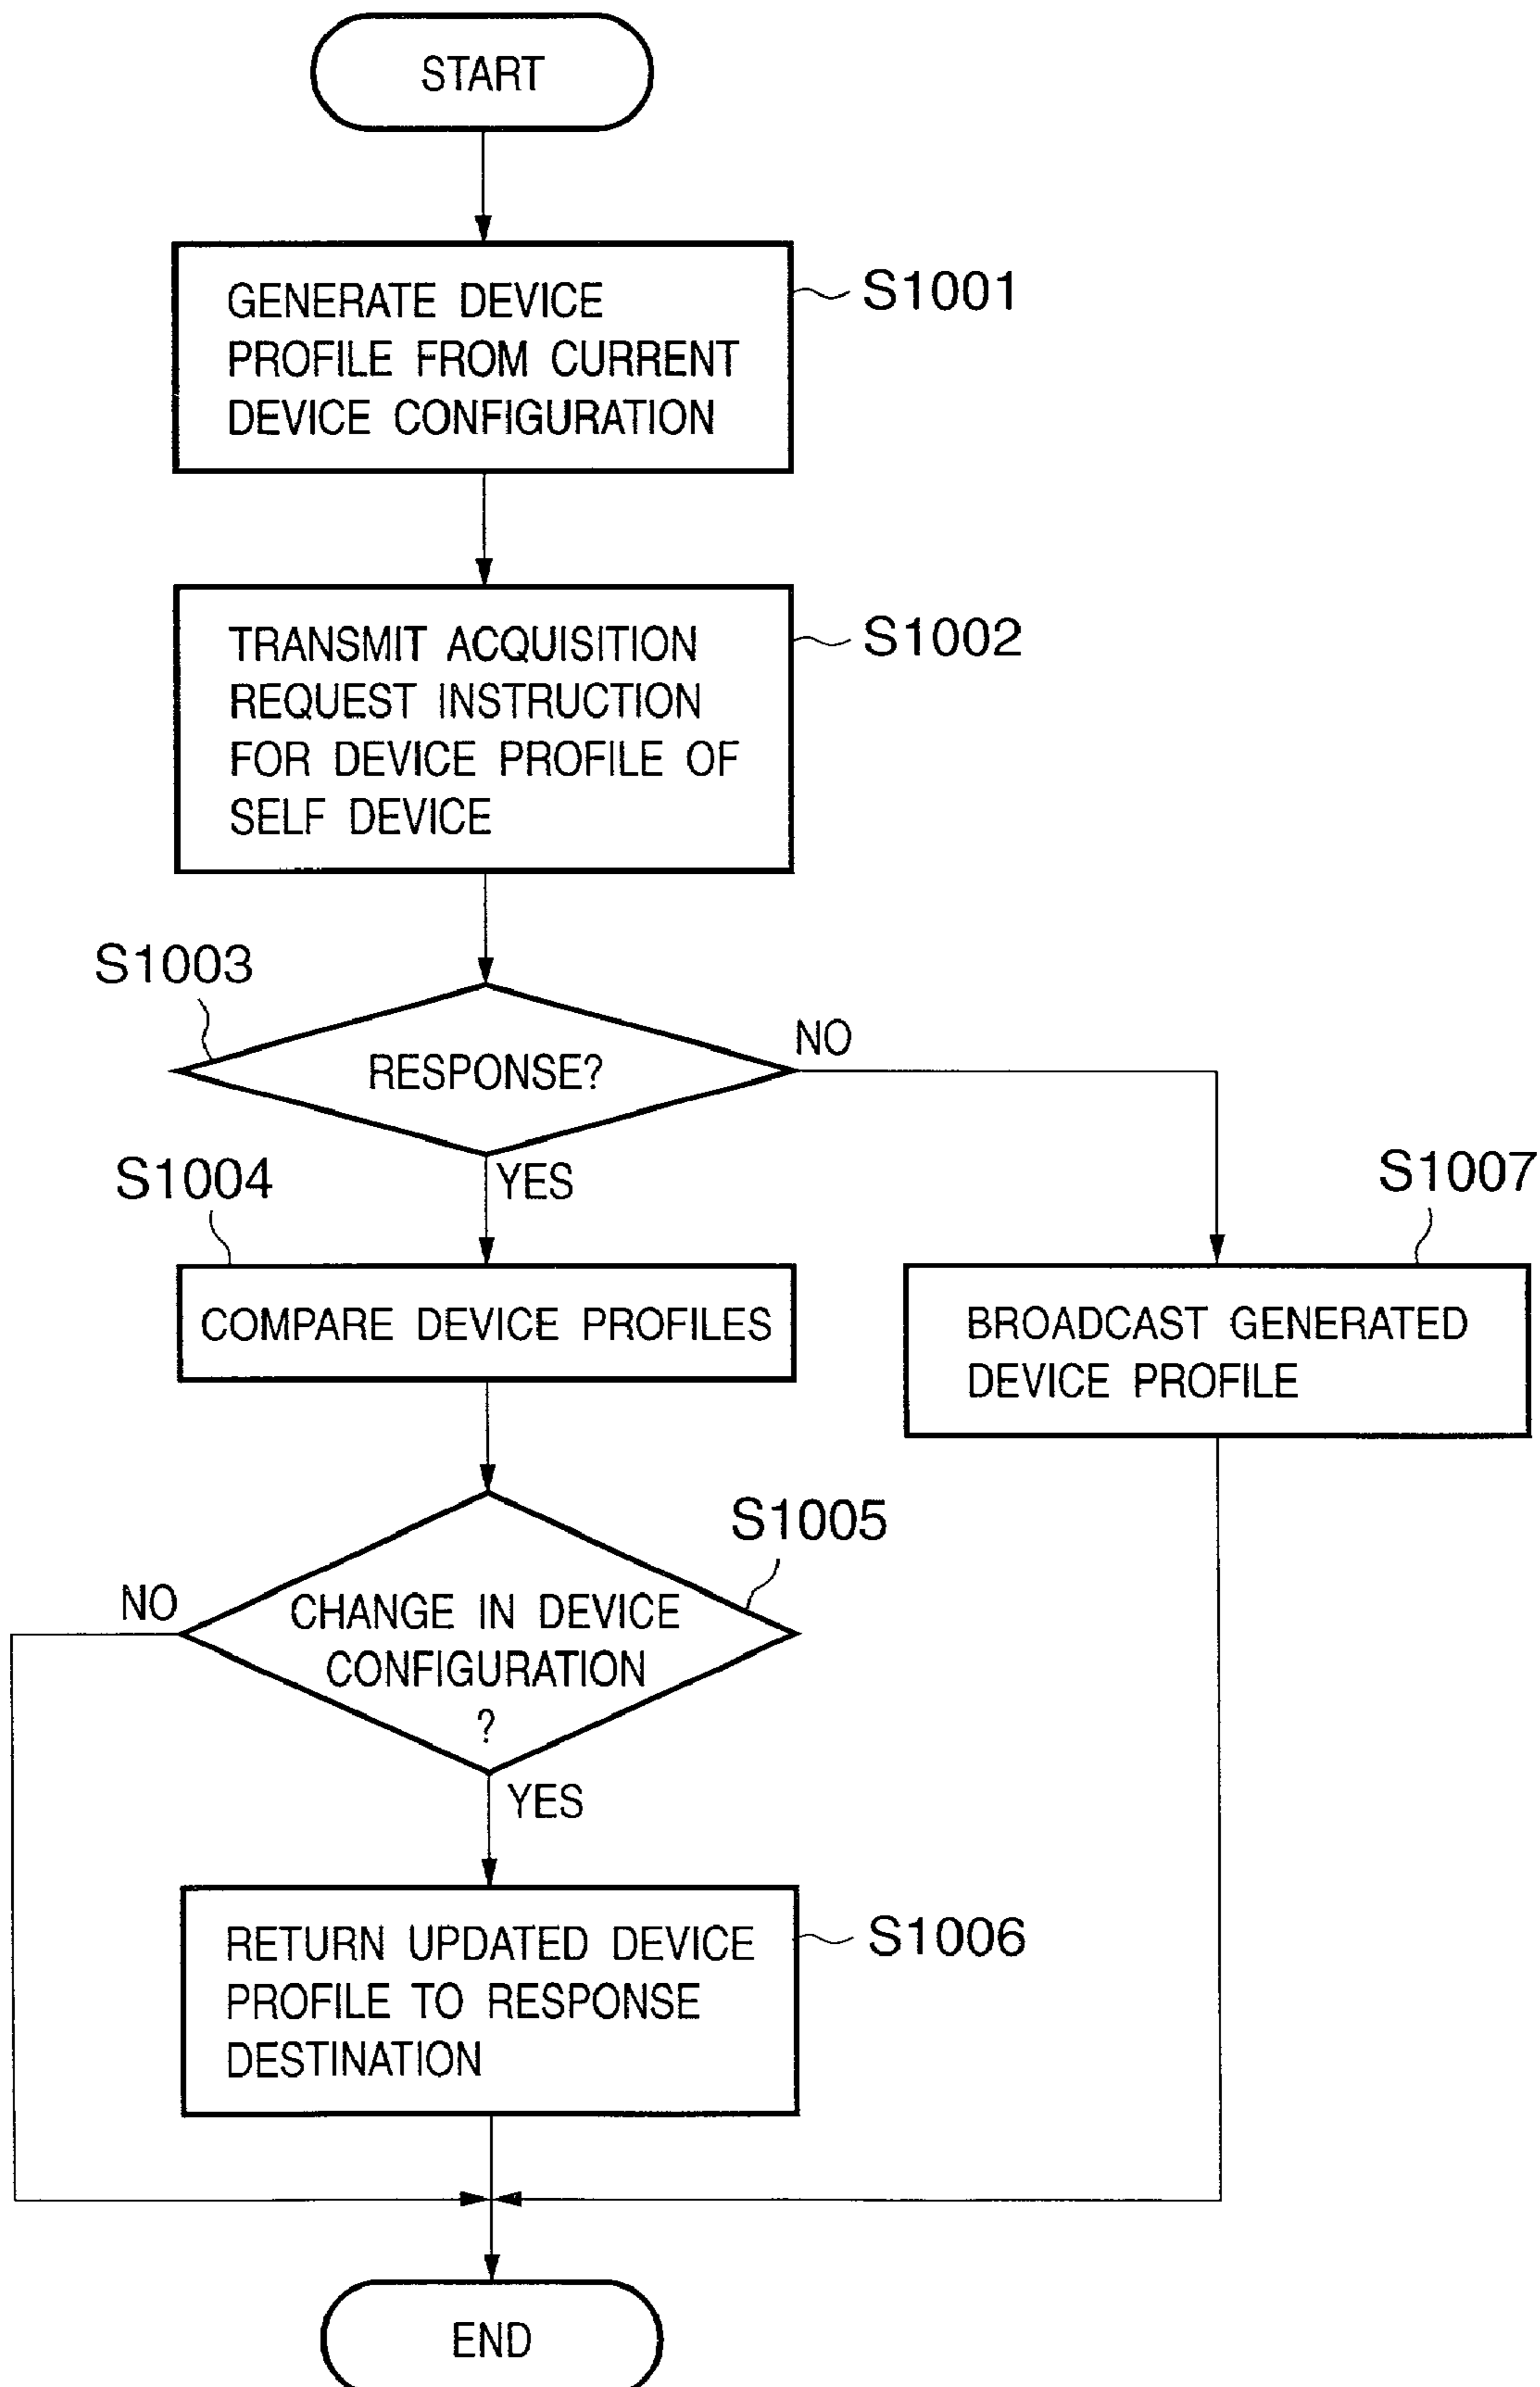 START
GENERATE DEVICE
PROFILE FROM CURRENT
DEVICE CONFIGURATION
S1001
TRANSMIT ACQUISITION
REQUEST INSTRUCTION
FOR DEVICE PROFILE OF
SELF DEVICE
S1002
S1003
RESPONSE?
NO
YES
S1004
COMPARE DEVICE PROFILES
S1007
BROADCAST GENERATED
DEVICE PROFILE
S1005
NO
CHANGE IN DEVICE
CONFIGURATION
?
YES
RETURN UPDATED DEVICE
PROFILE TO RESPONSE
DESTINATION
S1006
END